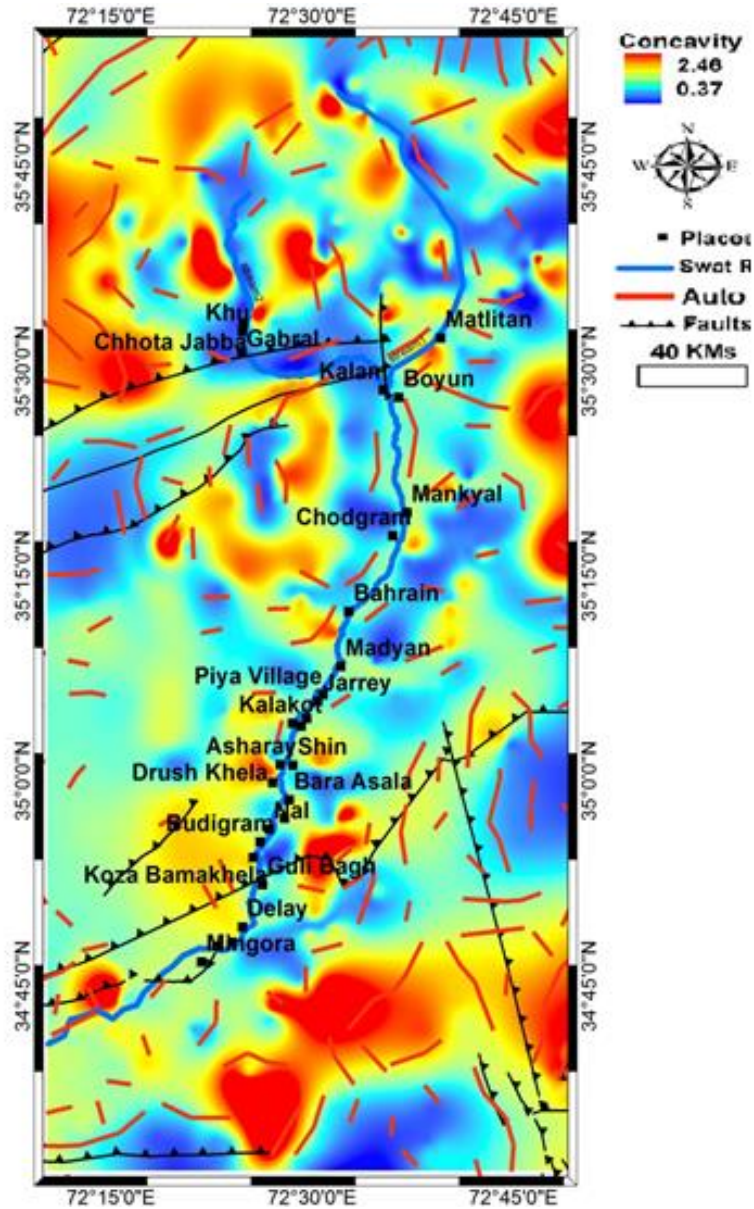 72°15'0"E 72°30'0"E 72°45'0"E
Concavity
2.46
0.37
N
W E
S
Placot
Swat R
Auto
Faults
40 KMs
35°45'0"N 35°45'0"N
35°30'0"N 35°30'0"N
35°15'0"N 35°15'0"N
35°0'0"N 35°0'0"N
34°45'0"N 34°45'0"N
Khu
Gabral
Chhota Jabba
Matlitan
Kalan
Boyun
Mankyal
Chodgram
Bahrain
Madyan
Piya Village
Jarrey
Kalakot
Asharay Shin
Drush Khela
Bara Asala
Nal
Budigram
Guli Bagh
Koza Bamakhela
Delay
Mingora
72°15'0"E 72°30'0"E 72°45'0"E